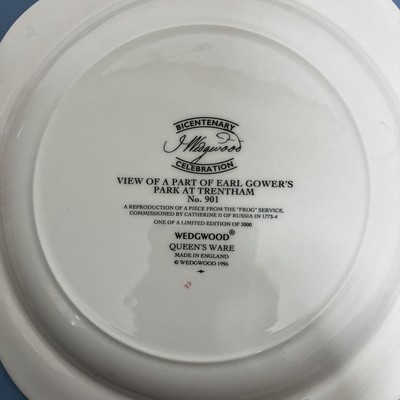 BICENTENARY
J Wedgwood
CELEBRATION
VIEW OF A PART OF EARL GOWER'S
PARK AT TRENTHAM
No. 901
A REPRODUCTION OF A PIECE FROM THE "FROG" SERVICE,
COMMISSIONED BY CATHERINE II OF RUSSIA IN 1773-4
ONE OF A LIMITED EDITION OF 5000
WEDGWOOD®
QUEEN'S WARE
MADE IN ENGLAND
© WEDGWOOD 1995